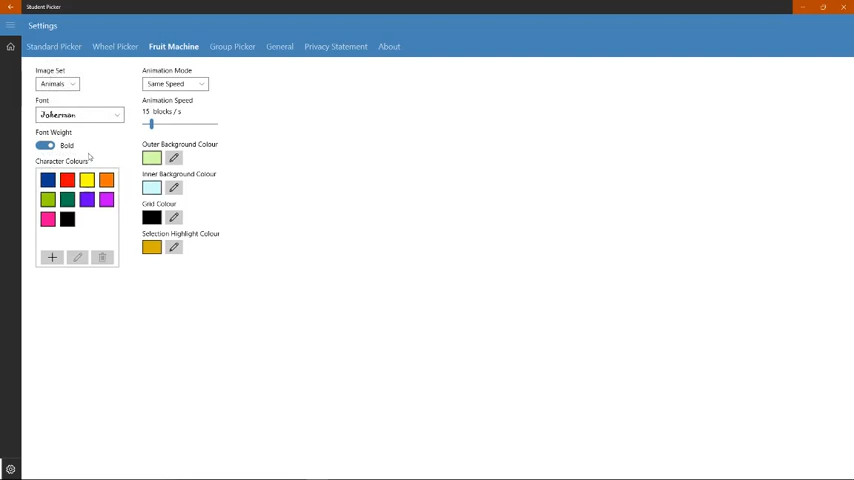 Student Picker
Settings
Standard Picker Wheel Picker Fruit Machine Group Picker General Privacy Statement About
Image Set
Animals
Font
Jokerman
Font Weight
Bold
Character Colours
Animation Mode
Same Speed
Animation Speed
15 blocks / s
Outer Background Colour
Inner Background Colour
Grid Colour
Selection Highlight Colour